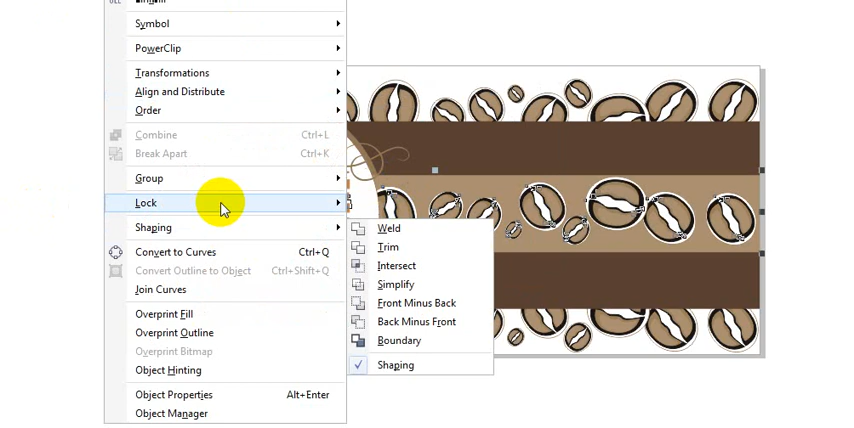 Symbol
PowerClip
Transformations
Align and Distribute
Order
Combine Ctrl+L
Break Apart Ctrl+K
Group
Lock
Shaping
Convert to Curves Ctrl+Q
Convert Outline to Object Ctrl+Shift+Q
Join Curves
Overprint Fill
Overprint Outline
Overprint Bitmap
Object Hinting
Object Properties Alt+Enter
Object Manager
Weld
Trim
Intersect
Simplify
Front Minus Back
Back Minus Front
Boundary
Shaping